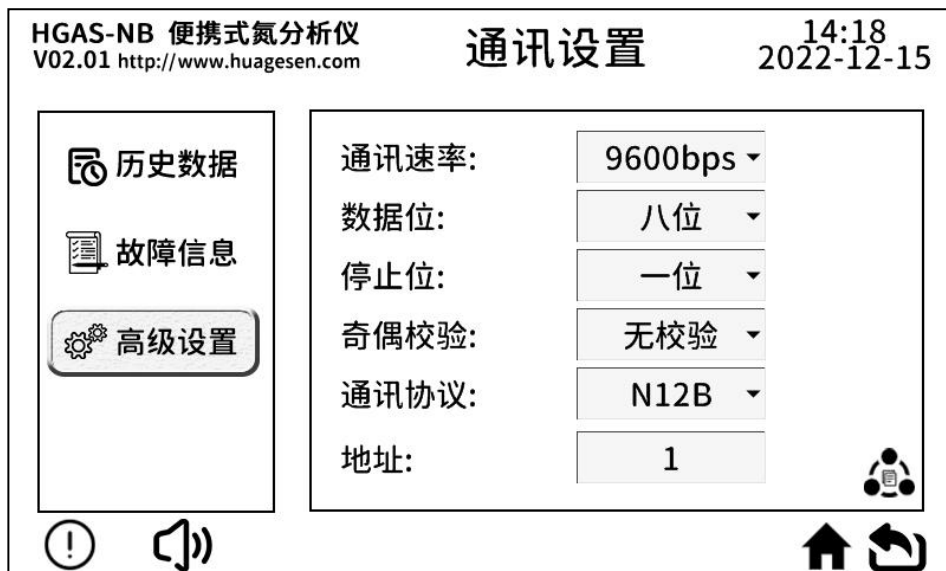 HGAS-NB 便携式氮分析仪
V02.01 http://www.huagesen.com
通讯设置
14:18
2022-12-15
历史数据
故障信息
高级设置
通讯速率: 9600bps
数据位: 八位
停止位: 一位
奇偶校验: 无校验
通讯协议: N12B
地址: 1